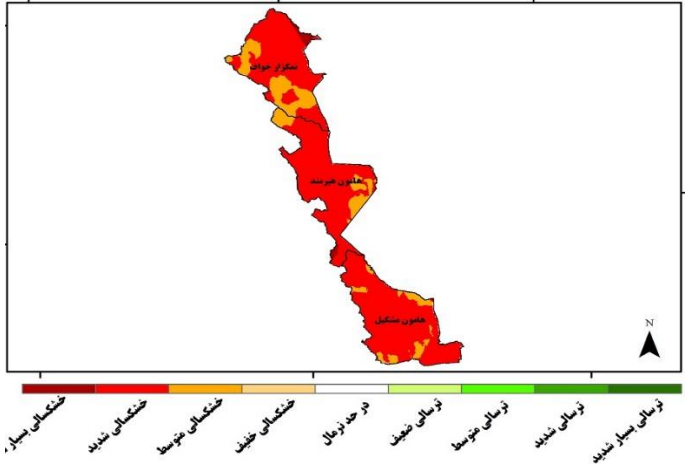 نمکزار خواف
هامون هیرمند
هامون مشکیل
N
خشکسالی بسیار
خشکسالی شدید
خشکسالی متوسط
خشکسالی خفیف
در حد نرمال
ترسالی ضعیف
ترسالی متوسط
ترسالی شدید
ترسالی بسیار شدید